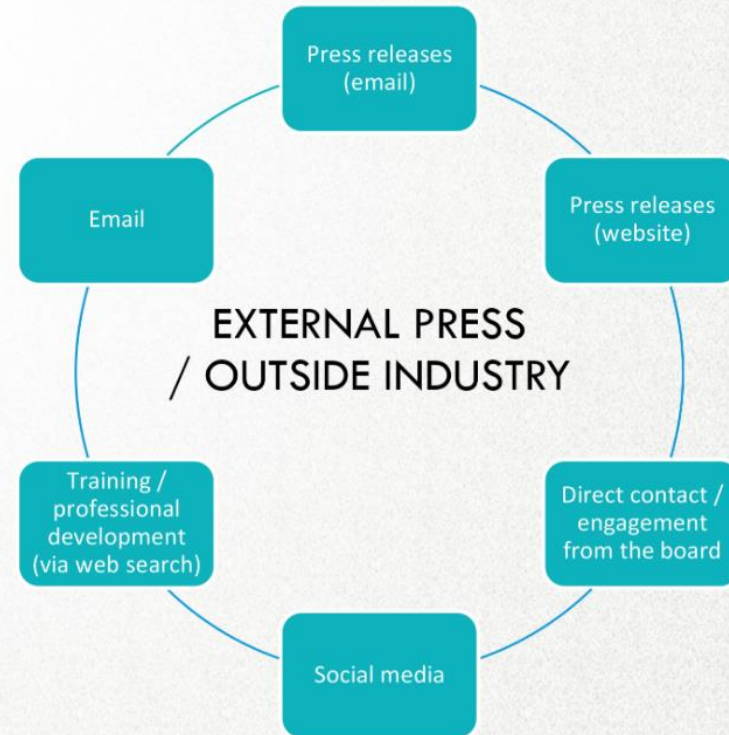 Press releases
(email)
Press releases
(website)
Direct contact /
engagement
from the board
Social media
Training /
professional
development
(via web search)
Email
EXTERNAL PRESS
/ OUTSIDE INDUSTRY